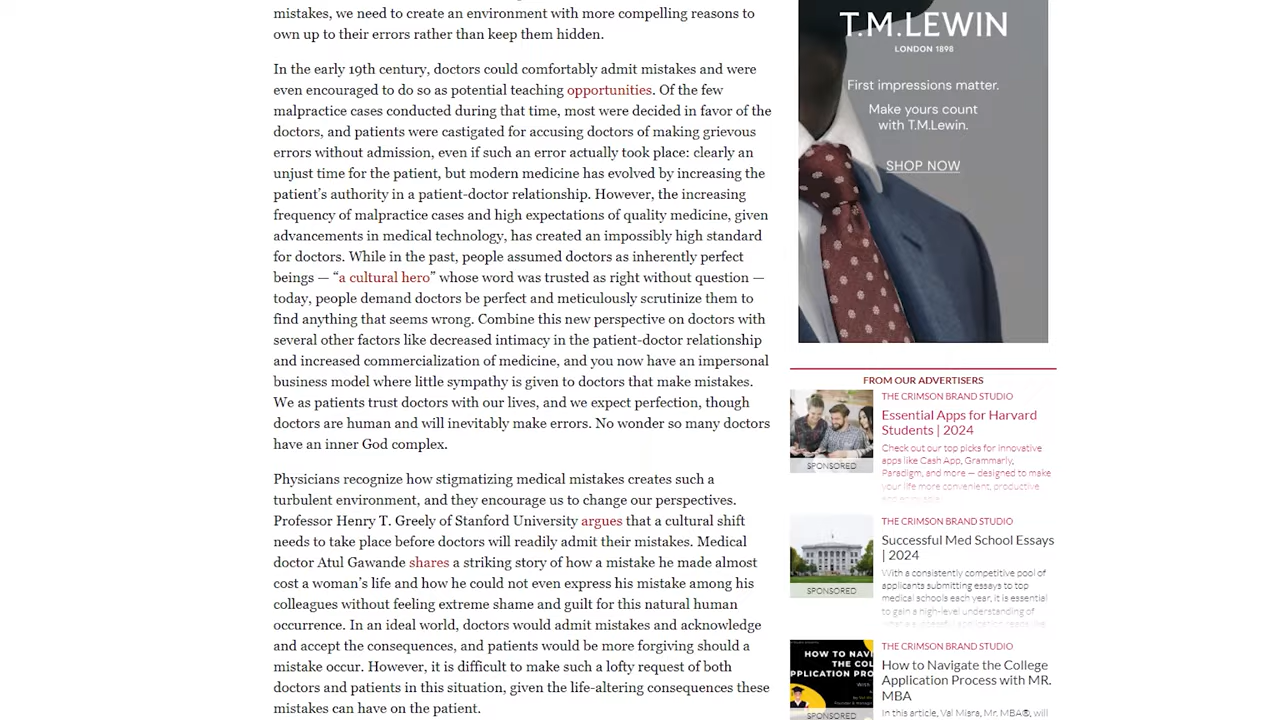 mistakes, we need to create an environment with more compelling reasons to
own up to their errors rather than keep them hidden.
In the early 19th century, doctors could comfortably admit mistakes and were
even encouraged to do so as potential teaching opportunities. Of the few
malpractice cases conducted during that time, most were decided in favor of the
doctors, and patients were castigated for accusing doctors of making grievous
errors without admission, even if such an error actually took place: clearly an
unjust time for the patient, but modern medicine has evolved by increasing the
patient's authority in a patient-doctor relationship. However, the increasing
frequency of malpractice cases and high expectations of quality medicine, given
advancements in medical technology, has created an impossibly high standard
for doctors. While in the past, people assumed doctors as inherently perfect
beings — “a cultural hero” whose word was trusted as right without question —
today, people demand doctors be perfect and meticulously scrutinize them to
find anything that seems wrong. Combine this new perspective on doctors with
several other factors like decreased intimacy in the patient-doctor relationship
and increased commercialization of medicine, and you now have an impersonal
business model where little sympathy is given to doctors that make mistakes.
We as patients trust doctors with our lives, and we expect perfection, though
doctors are human and will inevitably make errors. No wonder so many doctors
have an inner God complex.
Physicians recognize how stigmatizing medical mistakes creates such a
turbulent environment, and they encourage us to change our perspectives.
Professor Henry T. Greely of Stanford University argues that a cultural shift
needs to take place before doctors will readily admit their mistakes. Medical
doctor Atul Gawande shares a striking story of how a mistake he made almost
cost a man's life and how he could not even express his mistake among his
coworkers without feeling extreme shame and guilt for this natural human
occurrence. In an ideal world, doctors would admit mistakes and acknowledge
and accept the consequences, and patients would be more forgiving should a
mistake occur. However, it is difficult to make such a lofty request of both
doctors and patients in this situation, given the life-altering consequences these
mistakes can have on the patient.
T.M.LEWIN
LONDON 1898
First impressions matter.
Make yours count
with T.M.Lewin.
SHOP NOW
FROM OUR ADVERTISERS
THE CRIMSON BRAND STUDIO
Essential Apps for Harvard
Students | 2024
Check out our top picks for innovative
apps like Cash App, Grammarly,
Paradigm, and more — designed to make
your life more convenient, productive
SPONSORED
THE CRIMSON BRAND STUDIO
Successful Med School Essays
| 2024
With a consistently competitive pool of
applicants submitting essays to top
medical schools each year, it is essential
to gain a high-level understanding of
what a successful application reads like
SPONSORED
THE CRIMSON BRAND STUDIO
How to Navigate the College
Application Process with MR.
MBA
In this article, Val Misra, Mr. MBA®, will
HOW TO NAVI
THE COL
PPLICATION PRO
SPONSORED